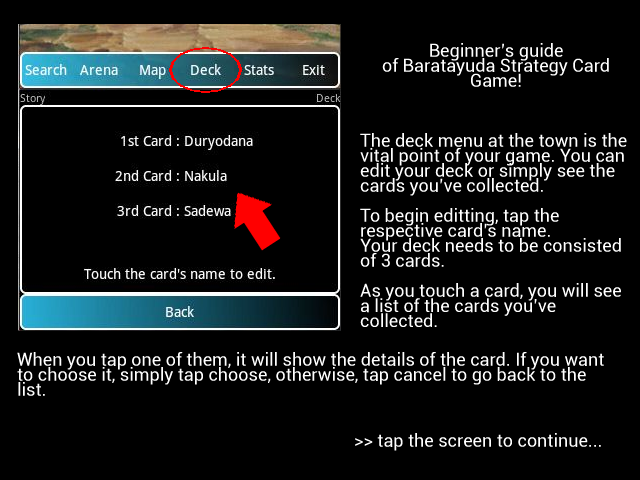 Search Arena Map Deck Stats Exit
Story Deck
1st Card : Duryodana
2nd Card : Nakula
3rd Card : Sadewa
Touch the card's name to edit.
Back
Beginner's guide
of Baratayuda Strategy Card
Game!
The deck menu at the town is the
vital point of your game. You can
edit your deck or simply see the
cards you've collected.
To begin editting, tap the
respective card's name.
Your deck needs to be consisted
of 3 cards.
As you touch a card, you will see
a list of the cards you've
collected.
When you tap one of them, it will show the details of the card. If you want
to choose it, simply tap choose, otherwise, tap cancel to go back to the
list.
>> tap the screen to continue...